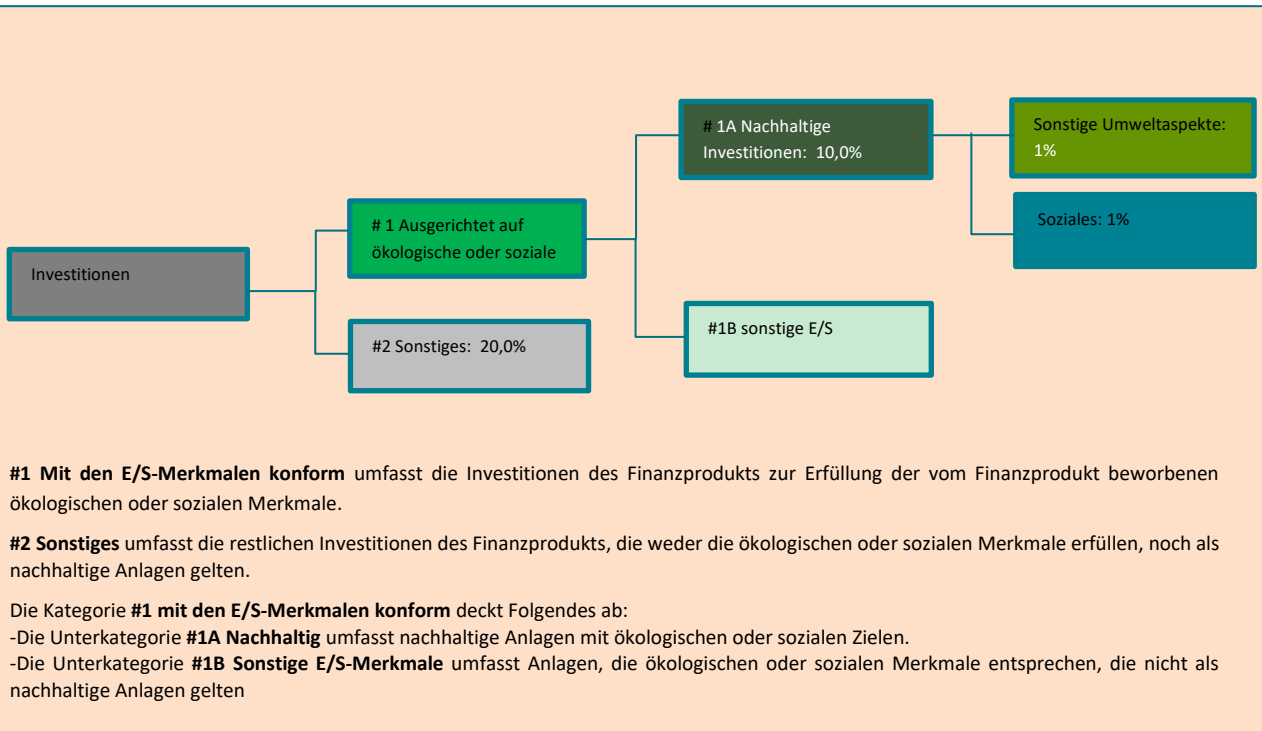 # 1A Nachhaltige
Investitionen: 10,0%
Sonstige Umweltaspekte:
1%
# 1 Ausgerichtet auf
ökologische oder soziale
Soziales: 1%
Investitionen
#2 Sonstiges: 20,0%
#1B sonstige E/S
#1 Mit den E/S-Merkmalen konform umfasst die Investitionen des Finanzprodukts zur Erfüllung der vom Finanzprodukt beworbenen
ökologischen oder sozialen Merkmale.
#2 Sonstiges umfasst die restlichen Investitionen des Finanzprodukts, die weder die ökologischen oder sozialen Merkmale erfüllen, noch als
nachhaltige Anlagen gelten.
Die Kategorie #1 mit den E/S-Merkmalen konform deckt Folgendes ab:
-Die Unterkategorie #1A Nachhaltig umfasst nachhaltige Anlagen mit ökologischen oder sozialen Zielen.
-Die Unterkategorie #1B Sonstige E/S-Merkmale umfasst Anlagen, die ökologischen oder sozialen Merkmale entsprechen, die nicht als
nachhaltige Anlagen gelten